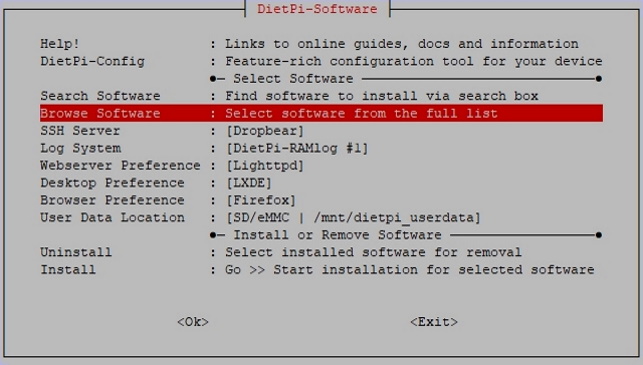 DietPi-Software
Help! : Links to online guides, docs and information
DietPi-Config : Feature-rich configuration tool for your device
●─ Select Software ─●
Search Software : Find software to install via search box
Browse Software : Select software from the full list
SSH Server : [Dropbear]
Log System : [DietPi-RAMlog #1]
Webserver Preference : [Lighttpd]
Desktop Preference : [LXDE]
Browser Preference : [Firefox]
User Data Location : [SD/eMMC | /mnt/dietpi_userdata]
●─ Install or Remove Software ─●
Uninstall : Select installed software for removal
Install : Go >> Start installation for selected software
<Ok> <Exit>